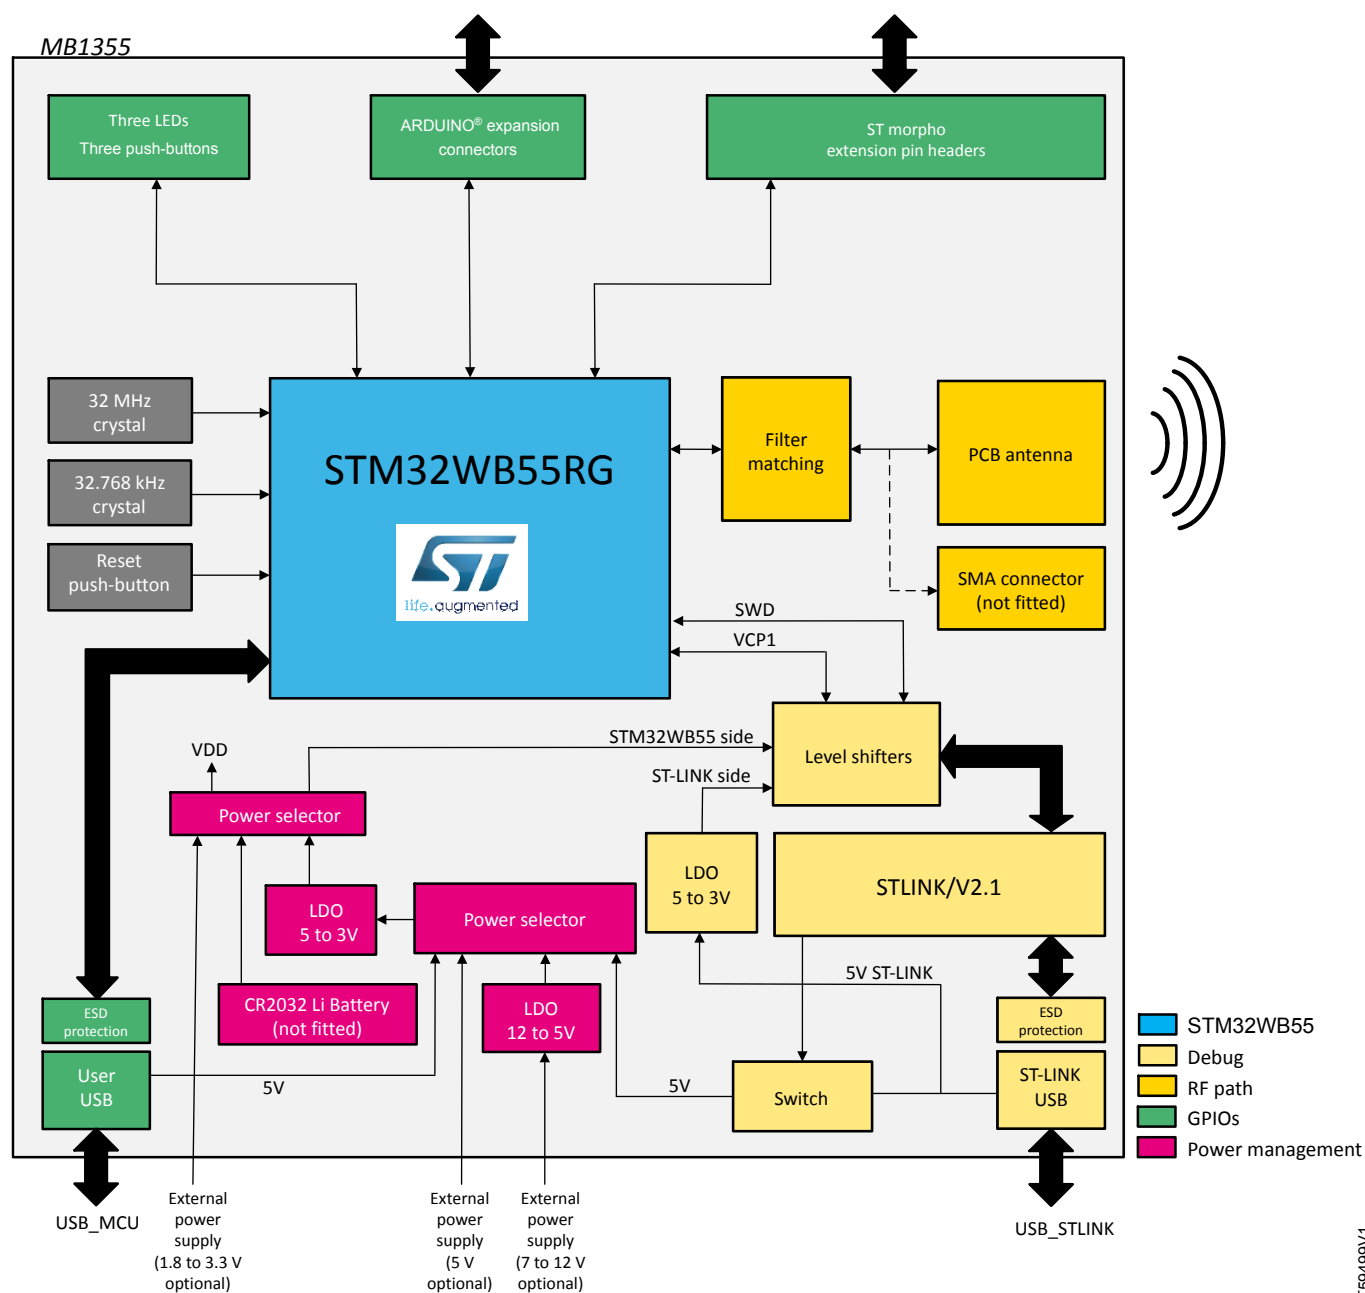 MB1355
Three LEDs
Three push-buttons
ARDUINO® expansion
connectors
ST morpho
extension pin headers
32 MHz
crystal
32.768 kHz
crystal
Reset
push-button
STM32WB55RG
life.augmented
Filter
matching
PCB antenna
SMA connector
(not fitted)
SWD
VCP1
STM32WB55 side
ST-LINK side
Level shifters
VDD
Power selector
LDO
5 to 3V
Power selector
LDO
5 to 3V
STLINK/V2.1
CR2032 Li Battery
(not fitted)
LDO
12 to 5V
5V ST-LINK
ESD
protection
User
USB
5V
5V
Switch
ESD
protection
ST-LINK
USB
STM32WB55
Debug
RF path
GPIOs
Power management
USB_MCU
External
power
supply
(1.8 to 3.3 V
optional)
External
power
supply
(5 V
optional)
External
power
supply
(7 to 12 V
optional)
USB_STLINK